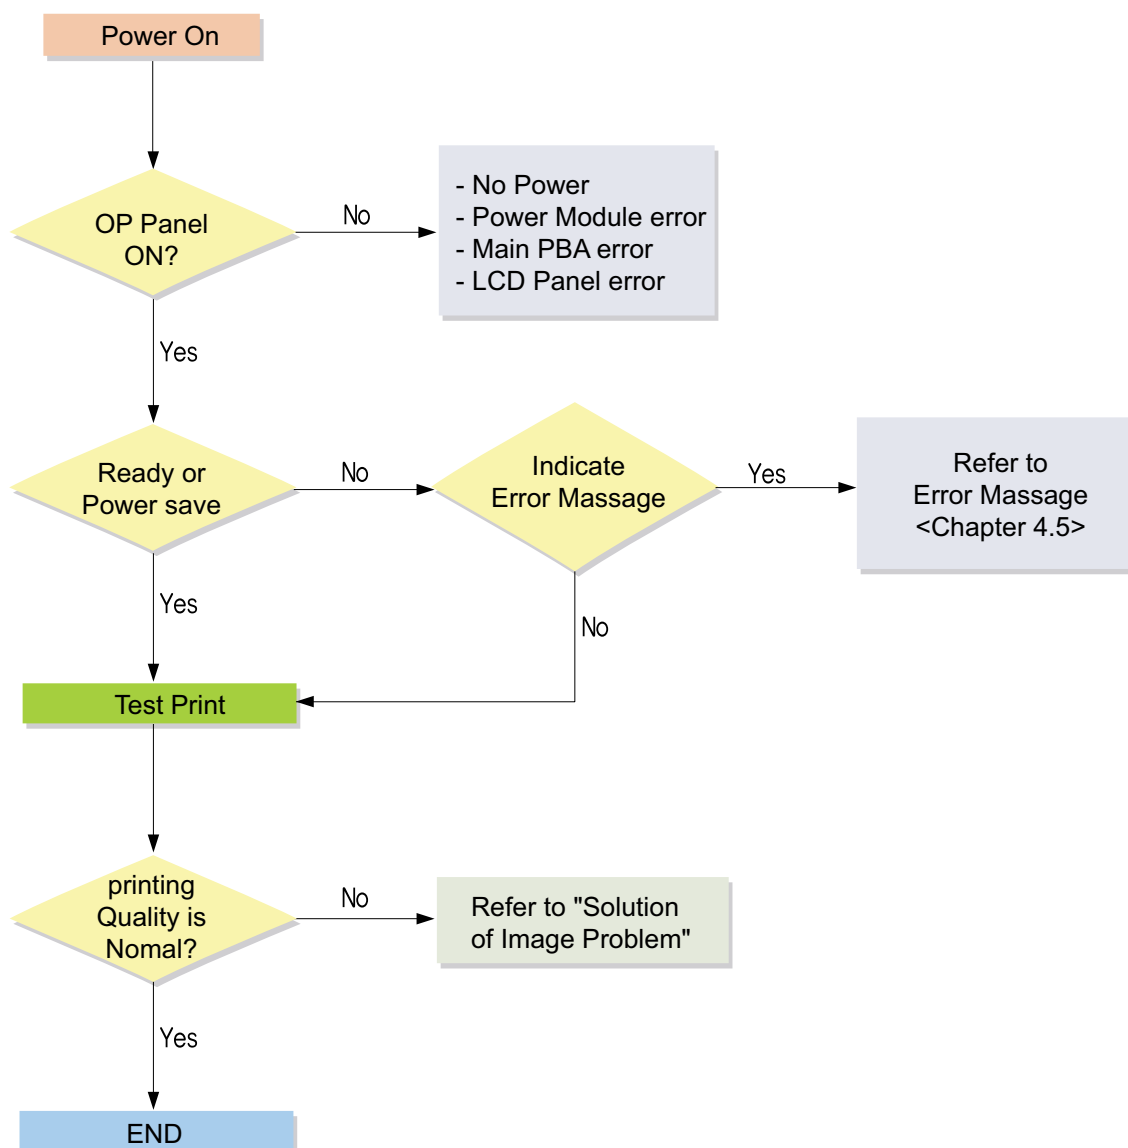 Power On
OP Panel
ON?
No
- No Power
- Power Module error
- Main PBA error
- LCD Panel error
Yes
Ready or
Power save
No
Indicate
Error Massage
Yes
Refer to
Error Massage
<Chapter 4.5>
Yes
No
Test Print
printing
Quality is
Nomal?
No
Refer to "Solution
of Image Problem"
Yes
END